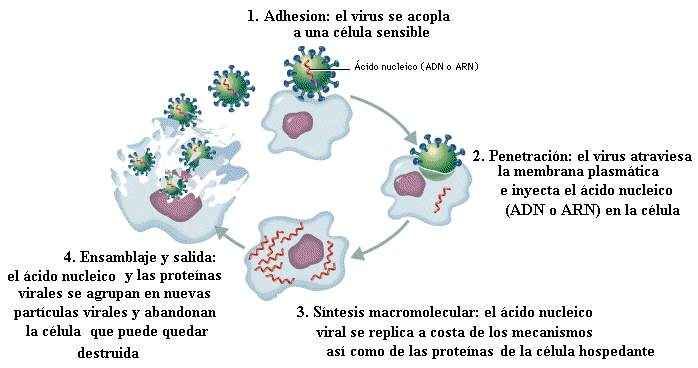 1. Adhesion: el virus se acopla
a una célula sensible
Ácido nucleico (ADN o ARN)
2. Penetración: el virus atraviesa
la membrana plasmática
e inyecta el ácido nucleico
(ADN o ARN) en la célula
3. Síntesis macromolecular: el ácido nucleico
viral se replica a costa de los mecanismos
así como de las proteínas de la célula hospedante
4. Ensamblaje y salida:
el ácido nucleico y las proteínas
virales se agrupan en nuevas
partículas virales y abandonan
la célula que puede quedar
destruida